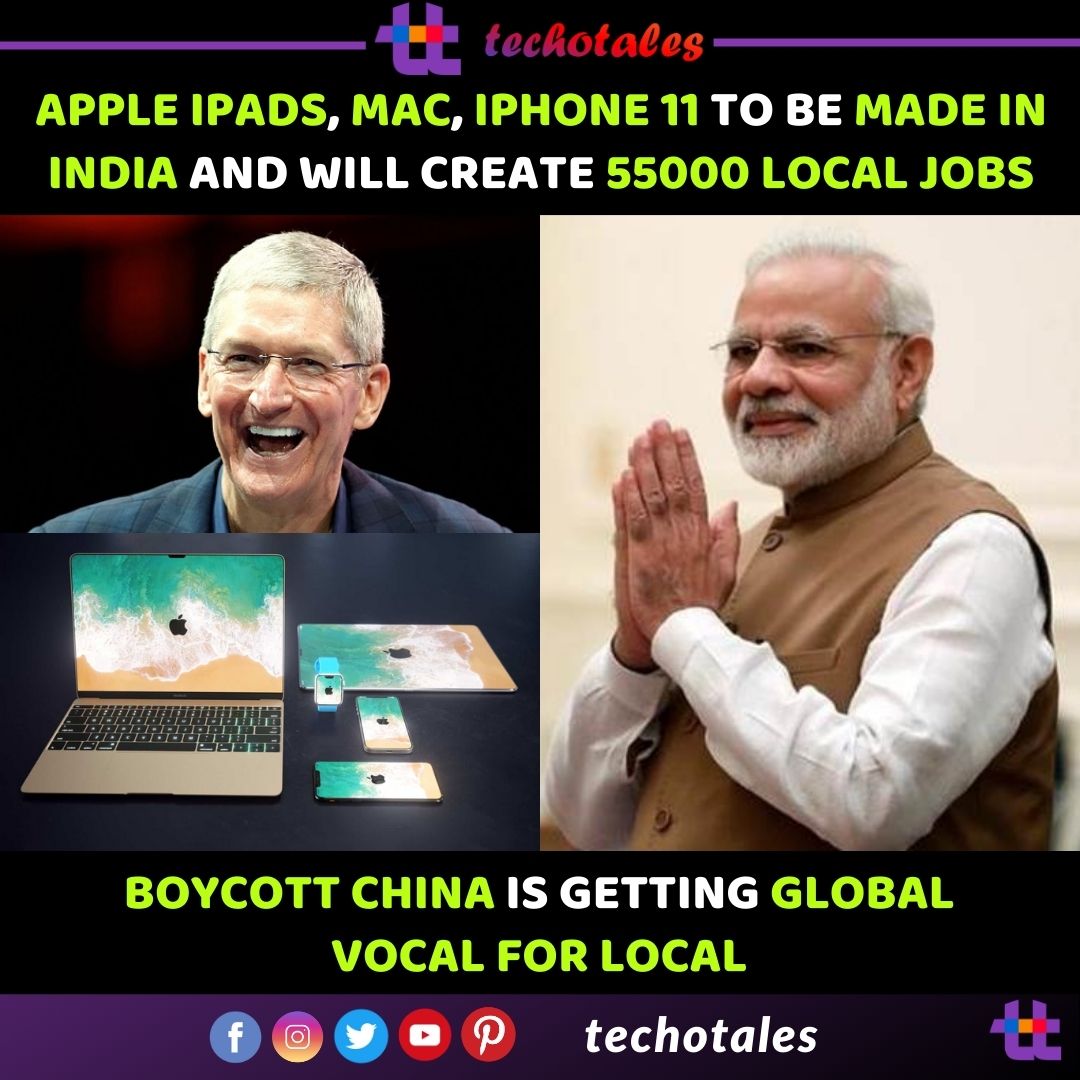 techotales
APPLE IPADS, MAC, IPHONE 11 TO BE MADE IN
INDIA AND WILL CREATE 55000 LOCAL JOBS
BOYCOTT CHINA IS GETTING GLOBAL
VOCAL FOR LOCAL
techotales